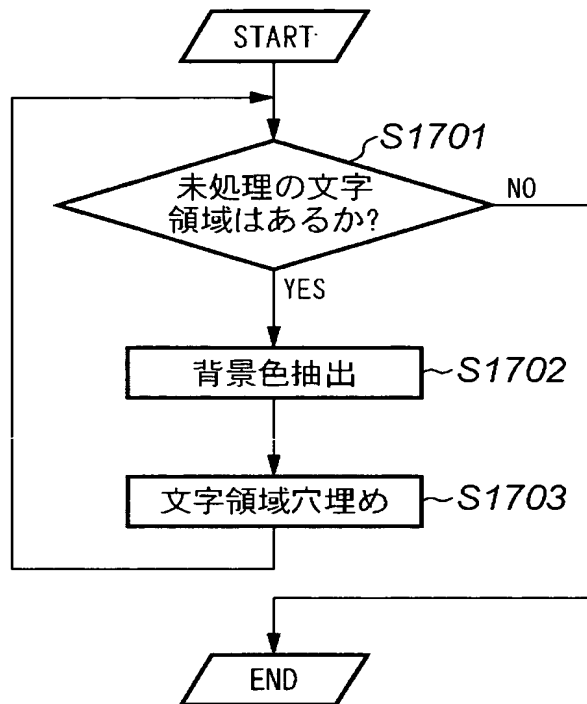 START
S1701
未処理の文字
領域はあるか?
NO
YES
背景色抽出
S1702
文字領域穴埋め
S1703
END